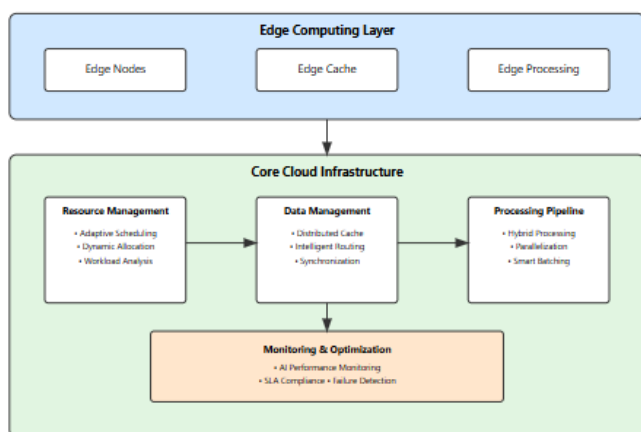 Edge Computing Layer
Edge Nodes
Edge Cache
Edge Processing
Core Cloud Infrastructure
Resource Management
• Adaptive Scheduling
• Dynamic Allocation
• Workload Analysis
Data Management
• Distributed Cache
• Intelligent Routing
• Synchronization
Processing Pipeline
• Hybrid Processing
• Parallelization
• Smart Batching
Monitoring & Optimization
• AI Performance Monitoring
• SLA Compliance • Failure Detection